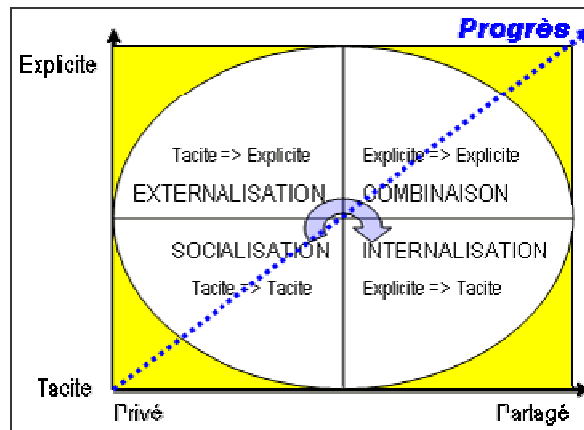 Progrès
Explicite
Tacite => Explicite
Explicite => Explicite
EXTERNALISATION
COMBINAISON
SOCIALISATION
INTERNALISATION
Tacite => Tacite
Explicite => Tacite
Tacite
Privé
Partagé